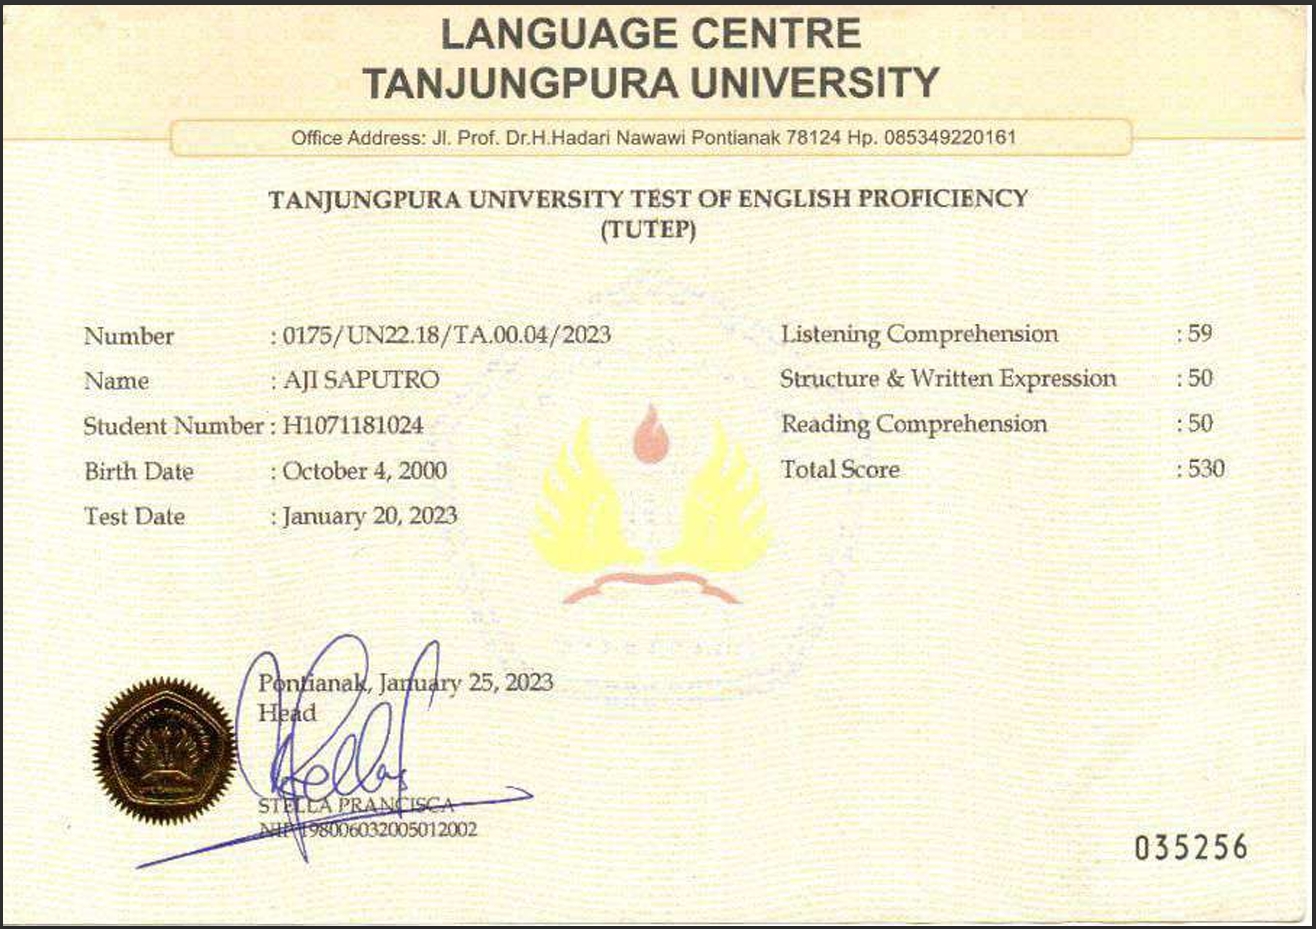 LANGUAGE CENTRE
TANJUNGPURA UNIVERSITY
Office Address: Jl. Prof. Dr.H.Hadari Nawawi Pontianak 78124 Hp. 085349220161
TANJUNGPURA UNIVERSITY TEST OF ENGLISH PROFICIENCY
(TUTEP)
Number : 0175/UN22.18/TA.00.04/2023
Name : AJI SAPUTRO
Student Number : H1071181024
Birth Date : October 4, 2000
Test Date : January 20, 2023
Listening Comprehension : 59
Structure & Written Expression : 50
Reading Comprehension : 50
Total Score : 530
Pontianak, January 25, 2023
Head
STELLA PRANCISCA
NIP 198006032005012002
035256